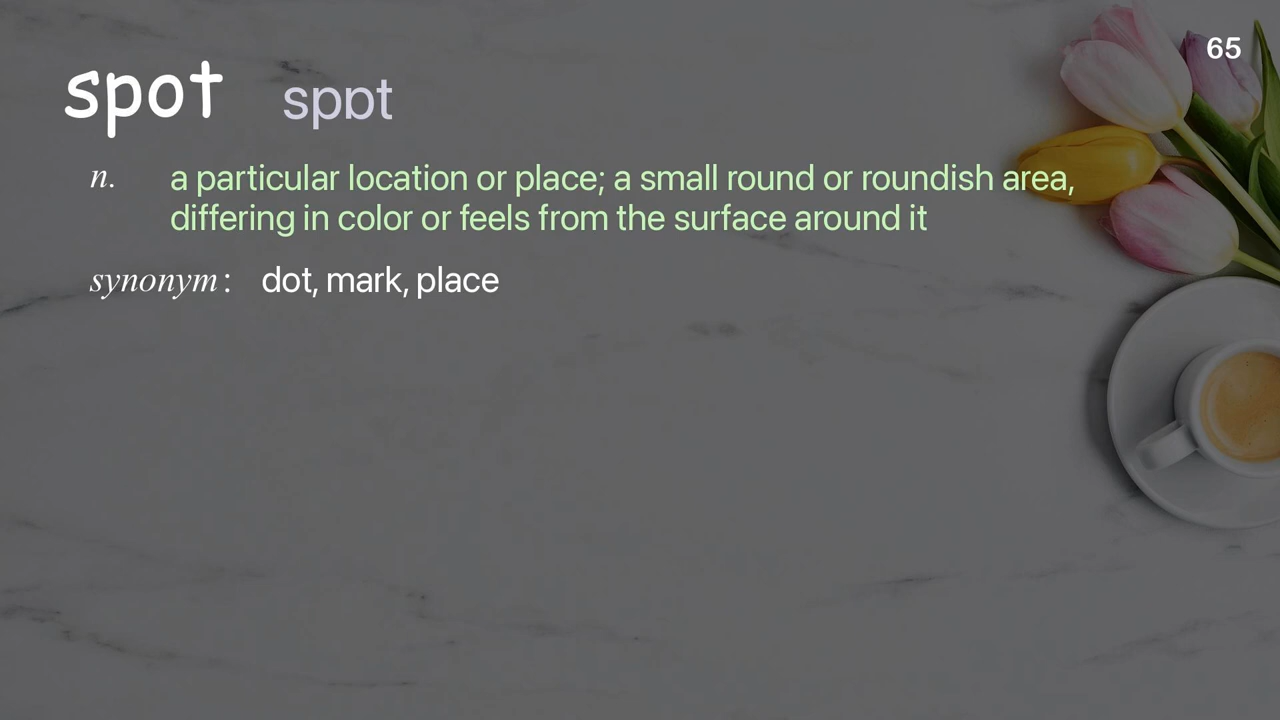 65
spot spɒt
n. a particular location or place; a small round or roundish area,
differing in color or feels from the surface around it
synonym: dot, mark, place